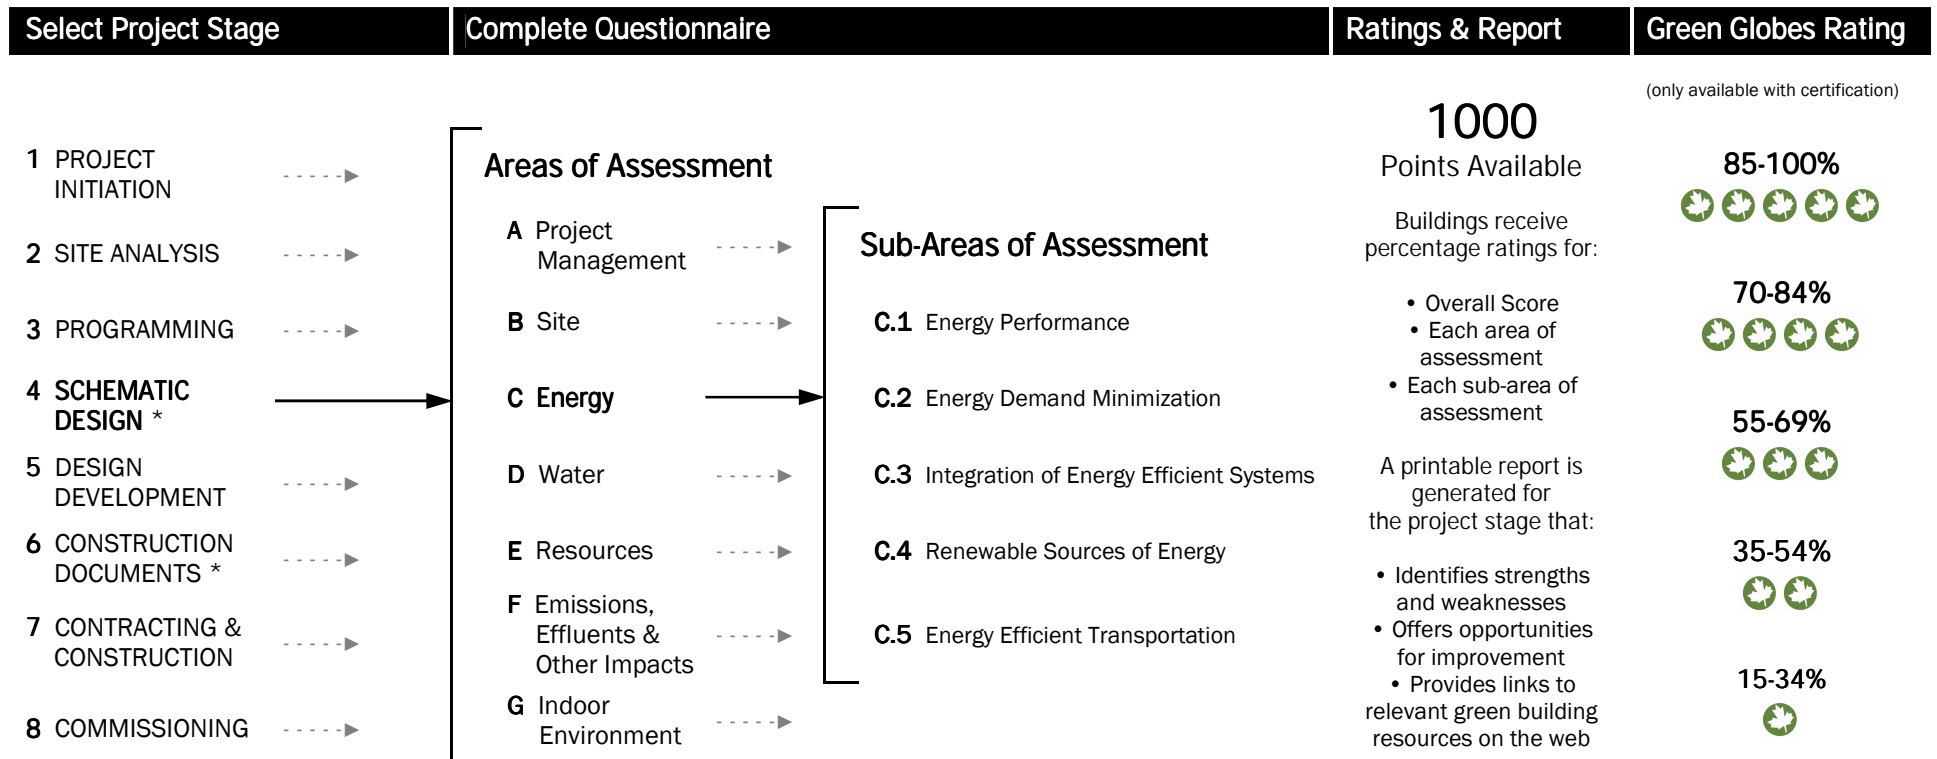 Select Project Stage
Complete Questionnaire
Ratings & Report
Green Globes Rating
1 PROJECT
INITIATION
2 SITE ANALYSIS
3 PROGRAMMING
4 SCHEMATIC
DESIGN *
5 DESIGN
DEVELOPMENT
6 CONSTRUCTION
DOCUMENTS *
7 CONTRACTING &
CONSTRUCTION
8 COMMISSIONING
Areas of Assessment
A Project
Management
B Site
C Energy
D Water
E Resources
F Emissions,
Effluents &
Other Impacts
G Indoor
Environment
Sub-Areas of Assessment
C.1 Energy Performance
C.2 Energy Demand Minimization
C.3 Integration of Energy Efficient Systems
C.4 Renewable Sources of Energy
C.5 Energy Efficient Transportation
1000
Points Available
Buildings receive
percentage ratings for:
• Overall Score
• Each area of
assessment
• Each sub-area of
assessment
A printable report is
generated for
the project stage that:
• Identifies strengths
and weaknesses
• Offers opportunities
for improvement
• Provides links to
relevant green building
resources on the web
(only available with certification)
85-100%
70-84%
55-69%
35-54%
15-34%